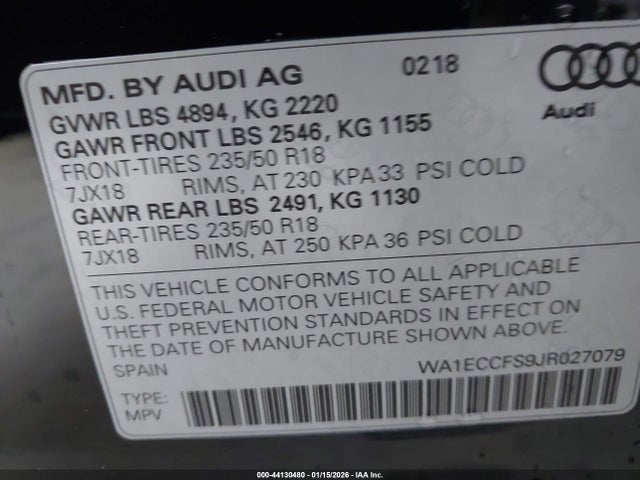 MFD. BY AUDI AG 0218
Audi
GVWR LBS 4894, KG 2220
GAWR FRONT LBS 2546, KG 1155
FRONT-TIRES 235/50 R18
7JX18 RIMS, AT 230 KPA 33 PSI COLD
GAWR REAR LBS 2491, KG 1130
REAR-TIRES 235/50 R18
7JX18 RIMS, AT 250 KPA 36 PSI COLD
THIS VEHICLE CONFORMS TO ALL APPLICABLE
U.S. FEDERAL MOTOR VEHICLE SAFETY AND
THEFT PREVENTION STANDARDS IN EFFECT ON
THE DATE OF MANUFACTURE SHOWN ABOVE.
SPAIN WA1ECCFS9JR027079
TYPE:
MPV
000-44130480 - 01/15/2026 - IAA Inc.